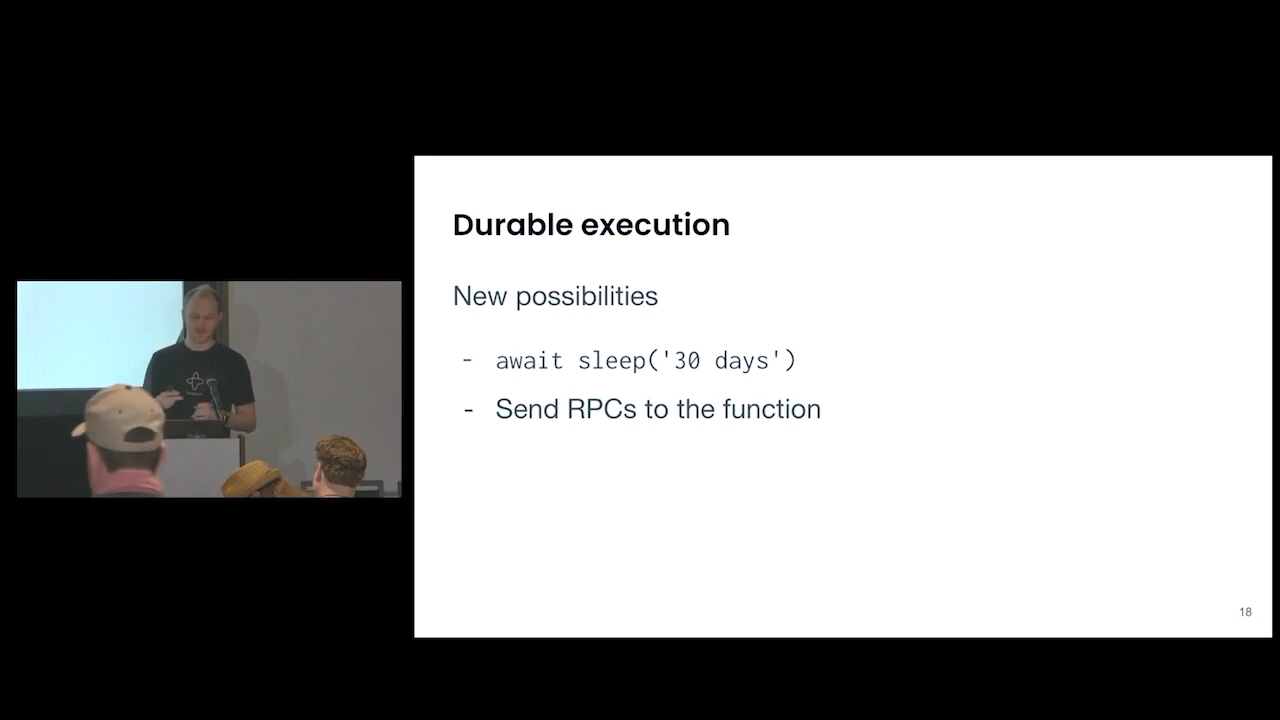 Durable execution
New possibilities
- await sleep('30 days')
- Send RPCs to the function
18